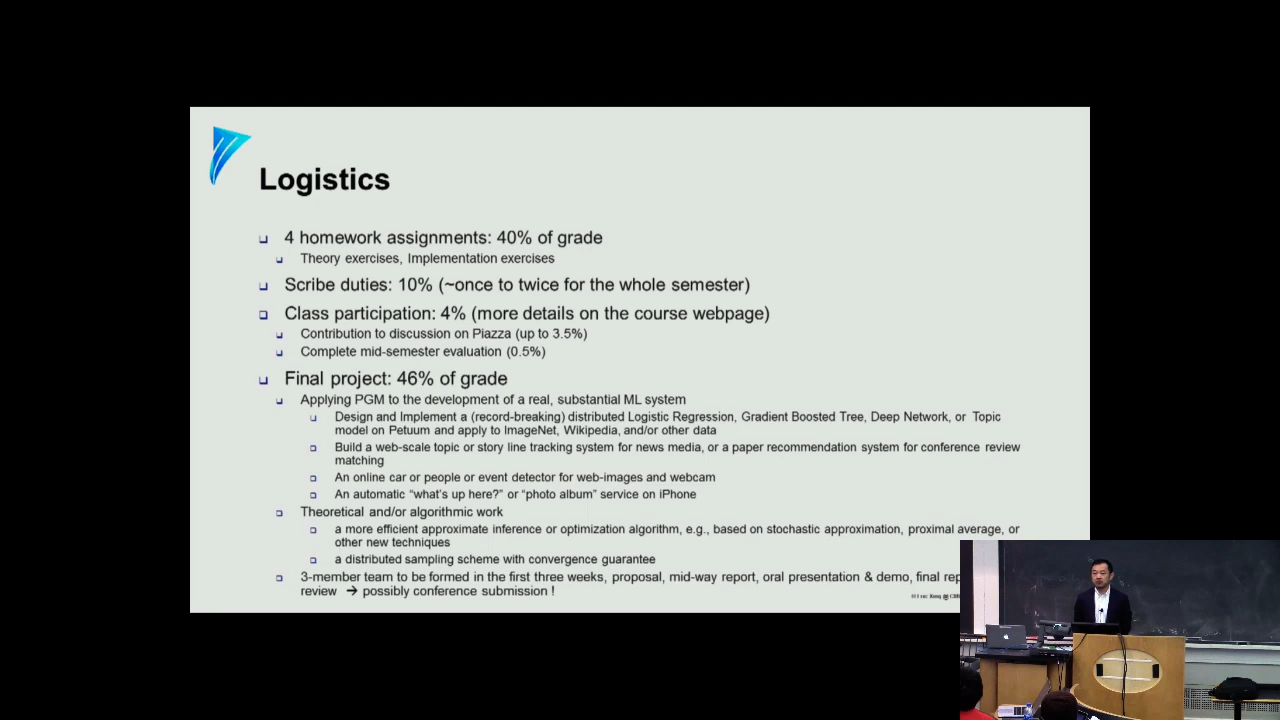 Logistics
4 homework assignments: 40% of grade
Theory exercises, Implementation exercises
Scribe duties: 10% (~once to twice for the whole semester)
Class participation: 4% (more details on the course webpage)
Contribution to discussion on Piazza (up to 3.5%)
Complete mid-semester evaluation (0.5%)
Final project: 46% of grade
Applying PGM to the development of a real, substantial ML system
Design and Implement a (record-breaking) distributed Logistic Regression, Gradient Boosted Tree, Deep Network, or Topic
model on Petuum and apply to ImageNet, Wikipedia, and/or other data
Build a web-scale topic or story line tracking system for news media, or a paper recommendation system for conference review
matching
An online car or people or event detector for web-images and webcam
An automatic “what’s up here?” or “photo album” service on iPhone
Theoretical and/or algorithmic work
a more efficient approximate inference or optimization algorithm, e.g., based on stochastic approximation, proximal average, or
other new techniques
a distributed sampling scheme with convergence guarantee
3-member team to be formed in the first three weeks, proposal, mid-way report, oral presentation & demo, final rep
review → possibly conference submission !